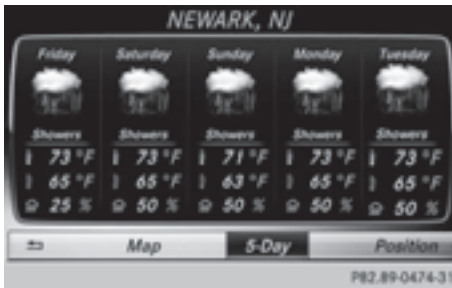 NEWARK, NJ
Friday Saturday Sunday Monday Tuesday
Showers Showers Showers Showers Showers
73 °F 73 °F 71 °F 73 °F 73 °F
65 °F 65 °F 63 °F 65 °F 65 °F
25 % 50 % 50 % 50 % 50 %
Map 5-Day Position
P82.89-0474-31